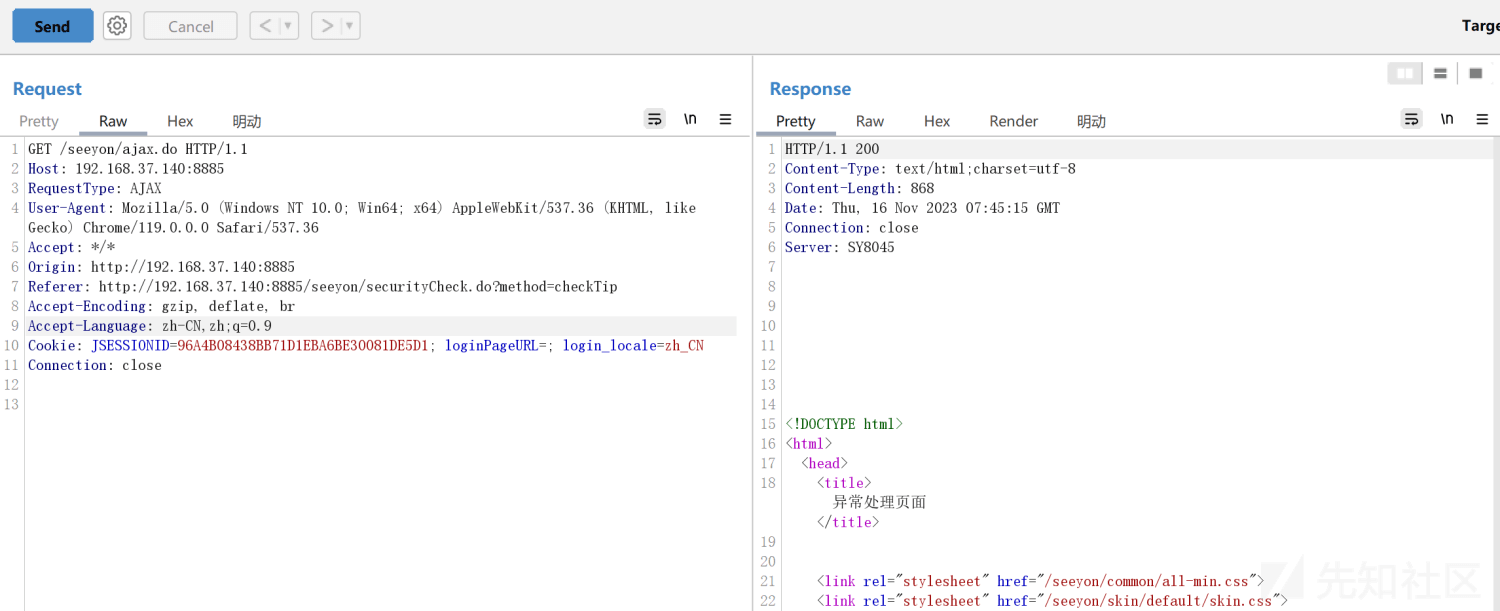 Send
Cancel
Targe
Request
Response
Pretty
Raw
Hex
明动
\n
Pretty
Raw
Hex
Render
明动
\n
1 GET /seeyon/ajax.do HTTP/1.1
2 Host: 192.168.37.140:8885
3 RequestType: AJAX
4 User-Agent: Mozilla/5.0 (Windows NT 10.0; Win64; x64) AppleWebKit/537.36 (KHTML, like
Gecko) Chrome/119.0.0.0 Safari/537.36
5 Accept: */*
6 Origin: http://192.168.37.140:8885
7 Referer: http://192.168.37.140:8885/seeyon/securityCheck.do?method=checkTip
8 Accept-Encoding: gzip, deflate, br
9 Accept-Language: zh-CN,zh;q=0.9
10 Cookie: JSESSIONID=96A4B08438BB71D1EBA6BE30081DE5D1; loginPageURL=; login_locale=zh_CN
11 Connection: close
12
13
1 HTTP/1.1 200
2 Content-Type: text/html;charset=utf-8
3 Content-Length: 868
4 Date: Thu, 16 Nov 2023 07:45:15 GMT
5 Connection: close
6 Server: SY8045
7
8
9
10
11
12
13
14
15 <!DOCTYPE html>
16 <html>
17 <head>
18 <title>
异常处理页面
</title>
19
20
21 <link rel="stylesheet" href="/seeyon/common/all-min.css">
22 <link rel="stylesheet" href="/seeyon/skin/default/skin.css">
先知社区